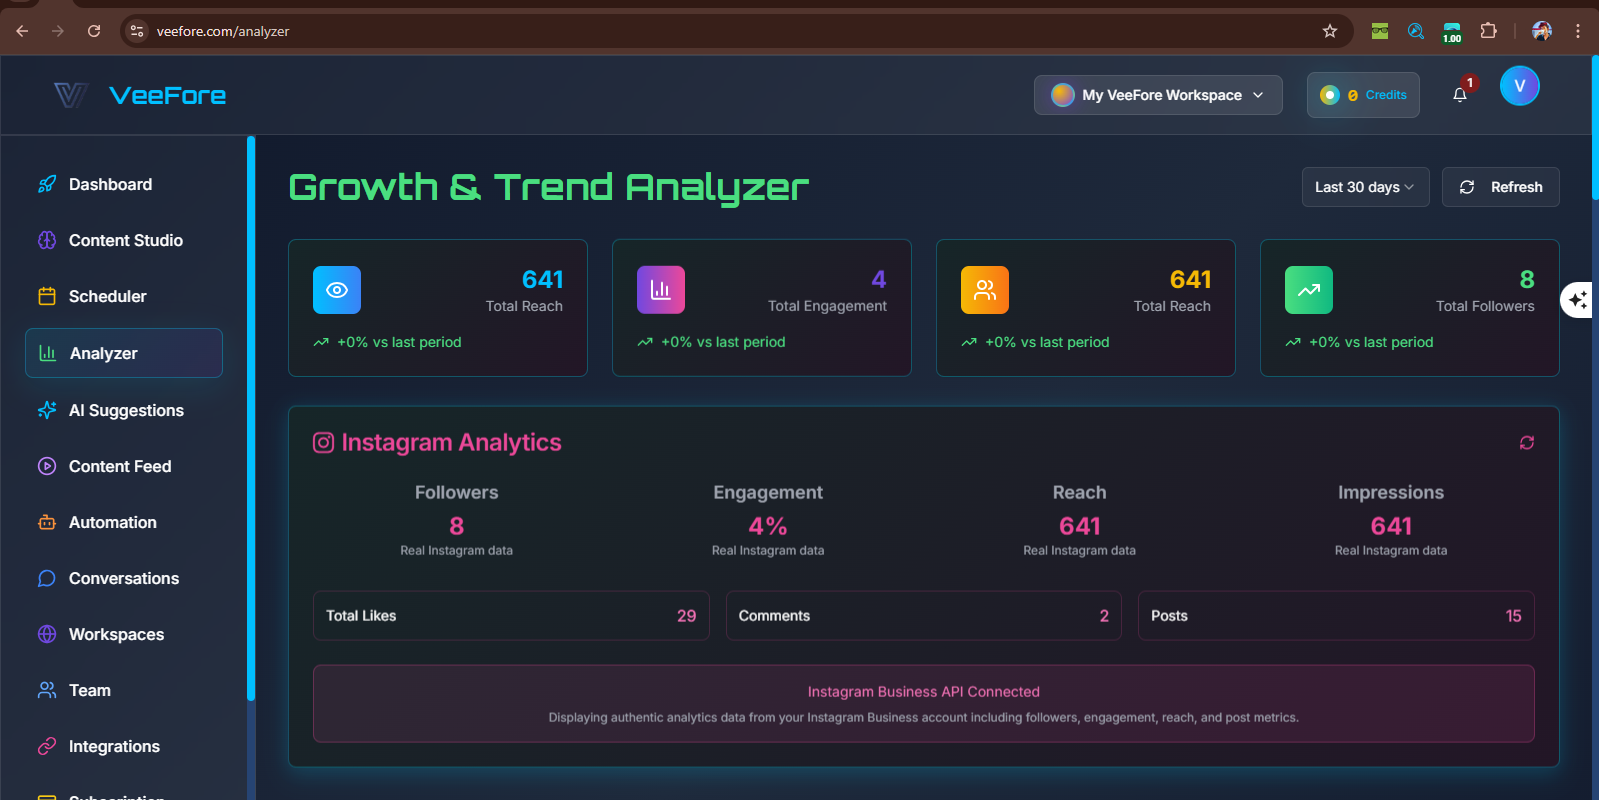 veefore.com/analyzer
1.00
VeeFore
My VeeFore Workspace
0 Credits
1
V
Dashboard
Content Studio
Scheduler
Analyzer
AI Suggestions
Content Feed
Automation
Conversations
Workspaces
Team
Integrations
Subscription
Growth & Trend Analyzer
Last 30 days
Refresh
641
Total Reach
+0% vs last period
4
Total Engagement
+0% vs last period
641
Total Reach
+0% vs last period
8
Total Followers
+0% vs last period
Instagram Analytics
Followers
8
Real Instagram data
Engagement
4%
Real Instagram data
Reach
641
Real Instagram data
Impressions
641
Real Instagram data
Total Likes 29
Comments 2
Posts 15
Instagram Business API Connected
Displaying authentic analytics data from your Instagram Business account including followers, engagement, reach, and post metrics.